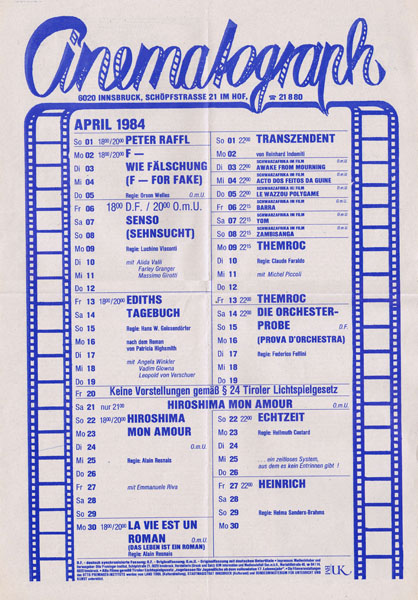 Cinematograph
6020 INNSBRUCK, SCHÖPFSTRASSE 21 IM HOF, ☎ 21 8 80
APRIL 1984
So 01 18⁰⁰/20⁰⁰ PETER RAFFL
Mo 02 18⁰⁰/20⁰⁰ F —
Di 03 WIE FÄLSCHUNG
Mi 04 (F — FOR FAKE)
Do 05 Regie: Orson Welles O.m.U.
Fr 06 18⁰⁰ D.F. / 20⁰⁰ O.m.U.
Sa 07 SENSO
So 08 (SEHNSUCHT)
Mo 09 Regie: Luchino Visconti
Di 10 mit Alida Valli
Farley Granger
Mi 11 Massimo Girotti
Do 12
Fr 13 18⁰⁰/20⁰⁰ EDITHS
Sa 14 TAGEBUCH
So 15 Regie: Hans W. Geissendörfer
Mo 16 nach dem Roman
von Patricia Highsmith
Di 17
mit Angela Winkler
Mi 18 Vadim Glowna
Leopold von Verschuer
Do 19
So 01 22⁰⁰ TRANSZENDENT
Mo 02 von Reinhard
Di 03 22⁰⁰ SCHWARZAFRIKA IM FILM O.m.U.
AWAKE FROM MOURNING
Mi 04 22⁰⁰ SCHWARZAFRIKA IM FILM O.m.U.
ACTO DOS FEITOS DA GUINE
Do 05 22⁰⁰ SCHWARZAFRIKA IM FILM O.m.U.
LE WAZZOU POLYGAME
Fr 06 22¹⁵ SCHWARZAFRIKA IM FILM O.m.U.
BARRA
Sa 07 22¹⁵ SCHWARZAFRIKA IM FILM
YOM
So 08 22¹⁵ SCHWARZAFRIKA IM FILM O.m.U.
ZAMBISANGA
Mo 09 22¹⁵ THEMROC
Di 10 Regie: Claude Faraldo
Mi 11 mit Michel Piccoli
Do 12
Fr 13 22⁰⁰ THEMROC
Sa 14 22⁰⁰ DIE ORCHESTER-
So 15 PROBE D.F.
Mo 16 (PROVA D'ORCHESTRA)
Di 17 Regie: Federico Fellini
Mi 18
Do 19
Fr 20 Keine Vorstellungen gemäß § 24 Tiroler Lichtspielgesetz
Sa 21 nur 21⁰⁰ HIROSHIMA MON AMOUR O.m.U.
So 22 18⁰⁰/20⁰⁰ HIROSHIMA
Mo 23 MON AMOUR
Di 24 O.m.U.
Mi 25 Regie: Alain Resnais
Do 26
Fr 27 mit Emmanuele Riva
Sa 28
So 29
Mo 30 18⁰⁰/20⁰⁰ LA VIE EST UN
ROMAN O.m.U.
(DAS LEBEN IST EIN ROMAN)
Regie: Alain Resnais
So 22 22⁰⁰ ECHTZEIT
Mo 23 Regie: Hellmuth Costard
Di 24
Mi 25 ... ein zeitloses System,
aus dem es kein Entrinnen gibt !
Do 26
Fr 27 22⁰⁰ HEINRICH
Sa 28
So 29 Regie: Helma Sanders-Brahms
Mo 30